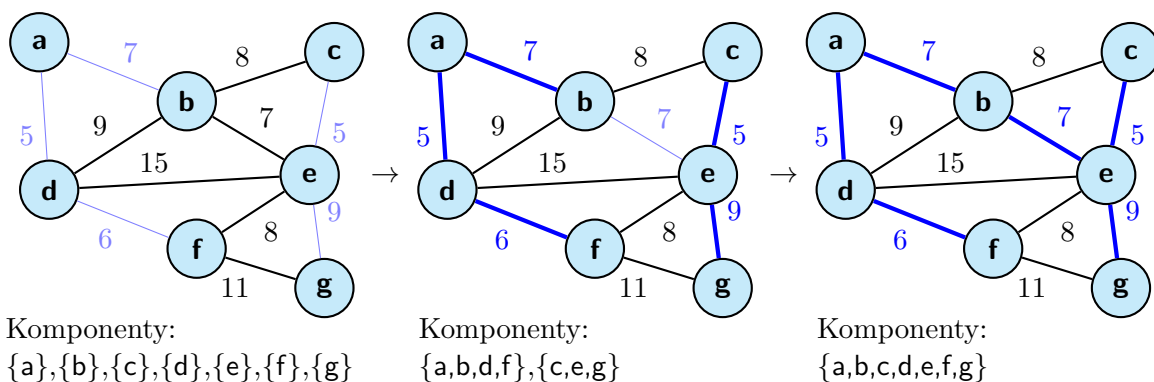 a
7
8
c
b
5
9
7
5
15
e
d
9
6
f
8
11
g
Komponenty:
{a},{b},{c},{d},{e},{f},{g}
→
a
7
8
c
b
5
9
7
5
15
e
d
9
6
f
8
11
g
Komponenty:
{a,b,d,f},{c,e,g}
→
a
7
8
c
b
5
9
7
5
15
e
d
9
6
f
8
11
g
Komponenty:
{a,b,c,d,e,f,g}